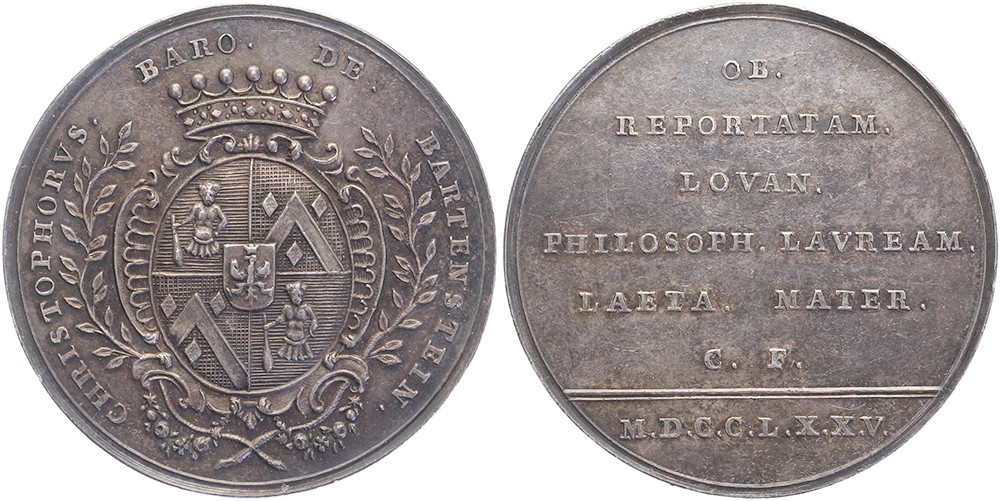 CHRISTOPHORVS. BARO. DE BARTENSTEIN.
OB.
REPORTATAM.
LOVAN.
PHILOSOPH. LAVREAM.
LAETA. MATER.
C. F.
M.D.C.C.L.X.X.V.